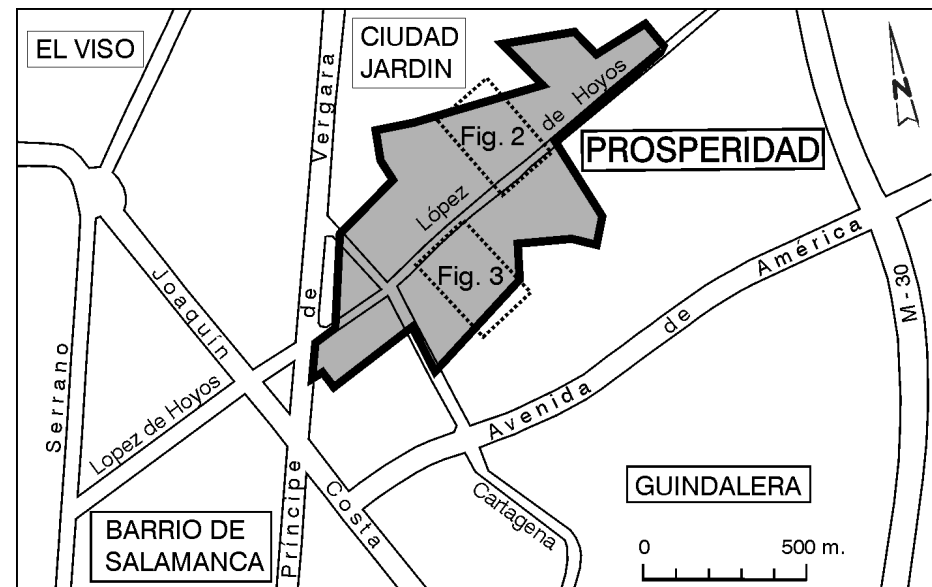 EL VISO
CIUDAD
JARDIN
Príncipe de Vergara
Fig. 2
López de Hoyos
PROSPERIDAD
N
Fig. 3
Joaquín Costa
Serrano
Lopez de Hoyos
Avenida de América
M - 30
Cartagena
GUINDALERA
BARRIO DE
SALAMANCA
0 500 m.